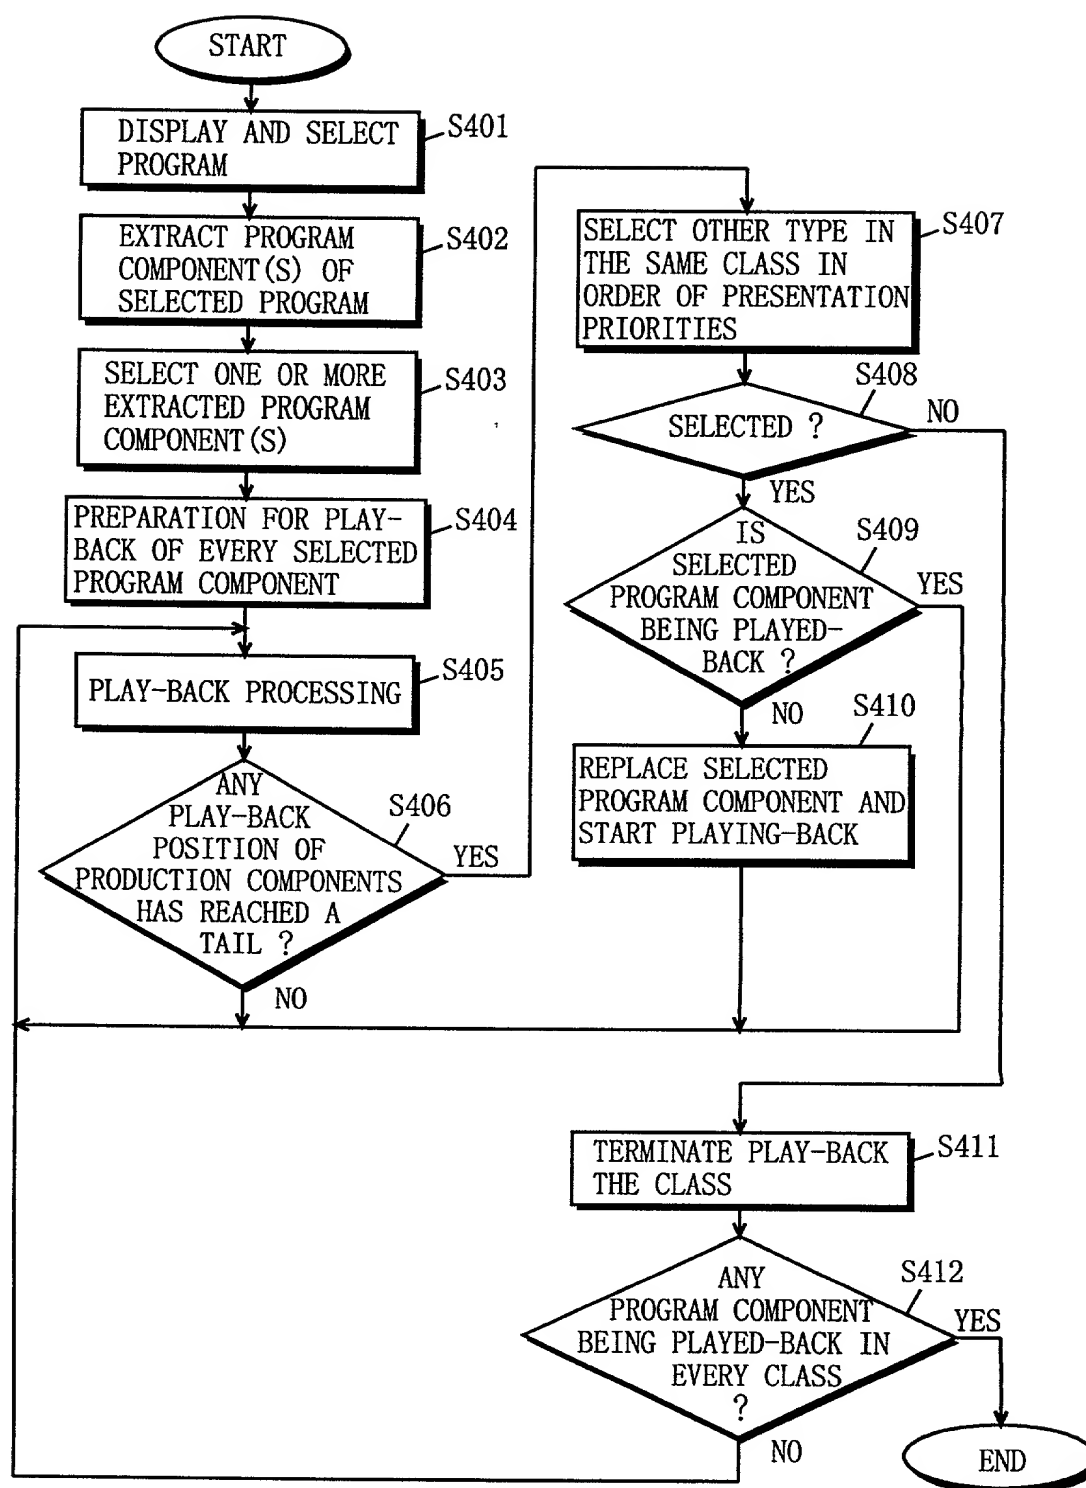 START
DISPLAY AND SELECT
PROGRAM
S401
EXTRACT PROGRAM
COMPONENT(S) OF
SELECTED PROGRAM
S402
SELECT ONE OR MORE
EXTRACTED PROGRAM
COMPONENT(S)
S403
PREPARATION FOR PLAY-
BACK OF EVERY SELECTED
PROGRAM COMPONENT
S404
PLAY-BACK PROCESSING
S405
ANY
PLAY-BACK
POSITION OF
PRODUCTION COMPONENTS
HAS REACHED A
TAIL ?
S406
YES
NO
SELECT OTHER TYPE IN
THE SAME CLASS IN
ORDER OF PRESENTATION
PRIORITIES
S407
SELECTED ?
S408
NO
YES
IS
SELECTED
PROGRAM COMPONENT
BEING PLAYED-
BACK ?
S409
YES
NO
REPLACE SELECTED
PROGRAM COMPONENT AND
START PLAYING-BACK
S410
TERMINATE PLAY-BACK
THE CLASS
S411
ANY
PROGRAM COMPONENT
BEING PLAYED-BACK IN
EVERY CLASS
?
S412
YES
NO
END